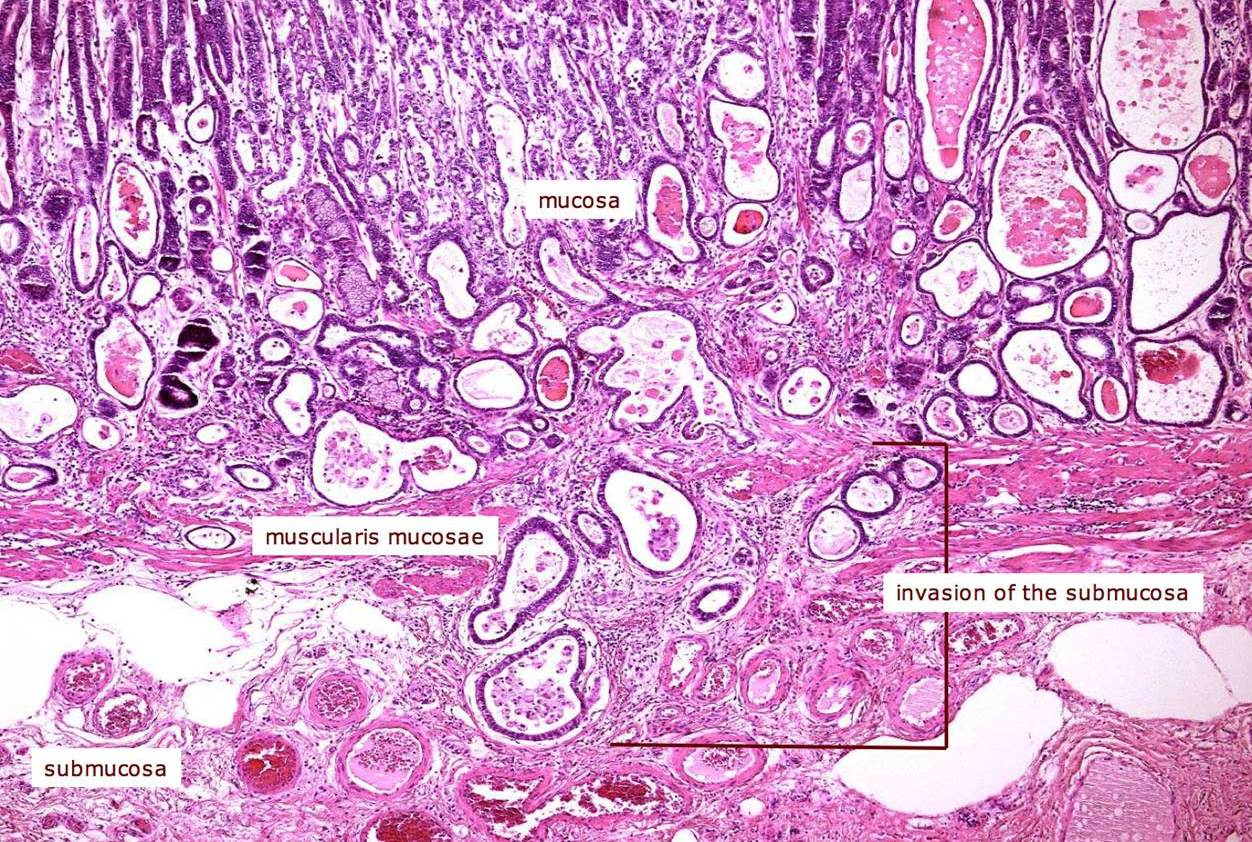 mucosa
muscularis mucosae
invasion of the submucosa
submucosa